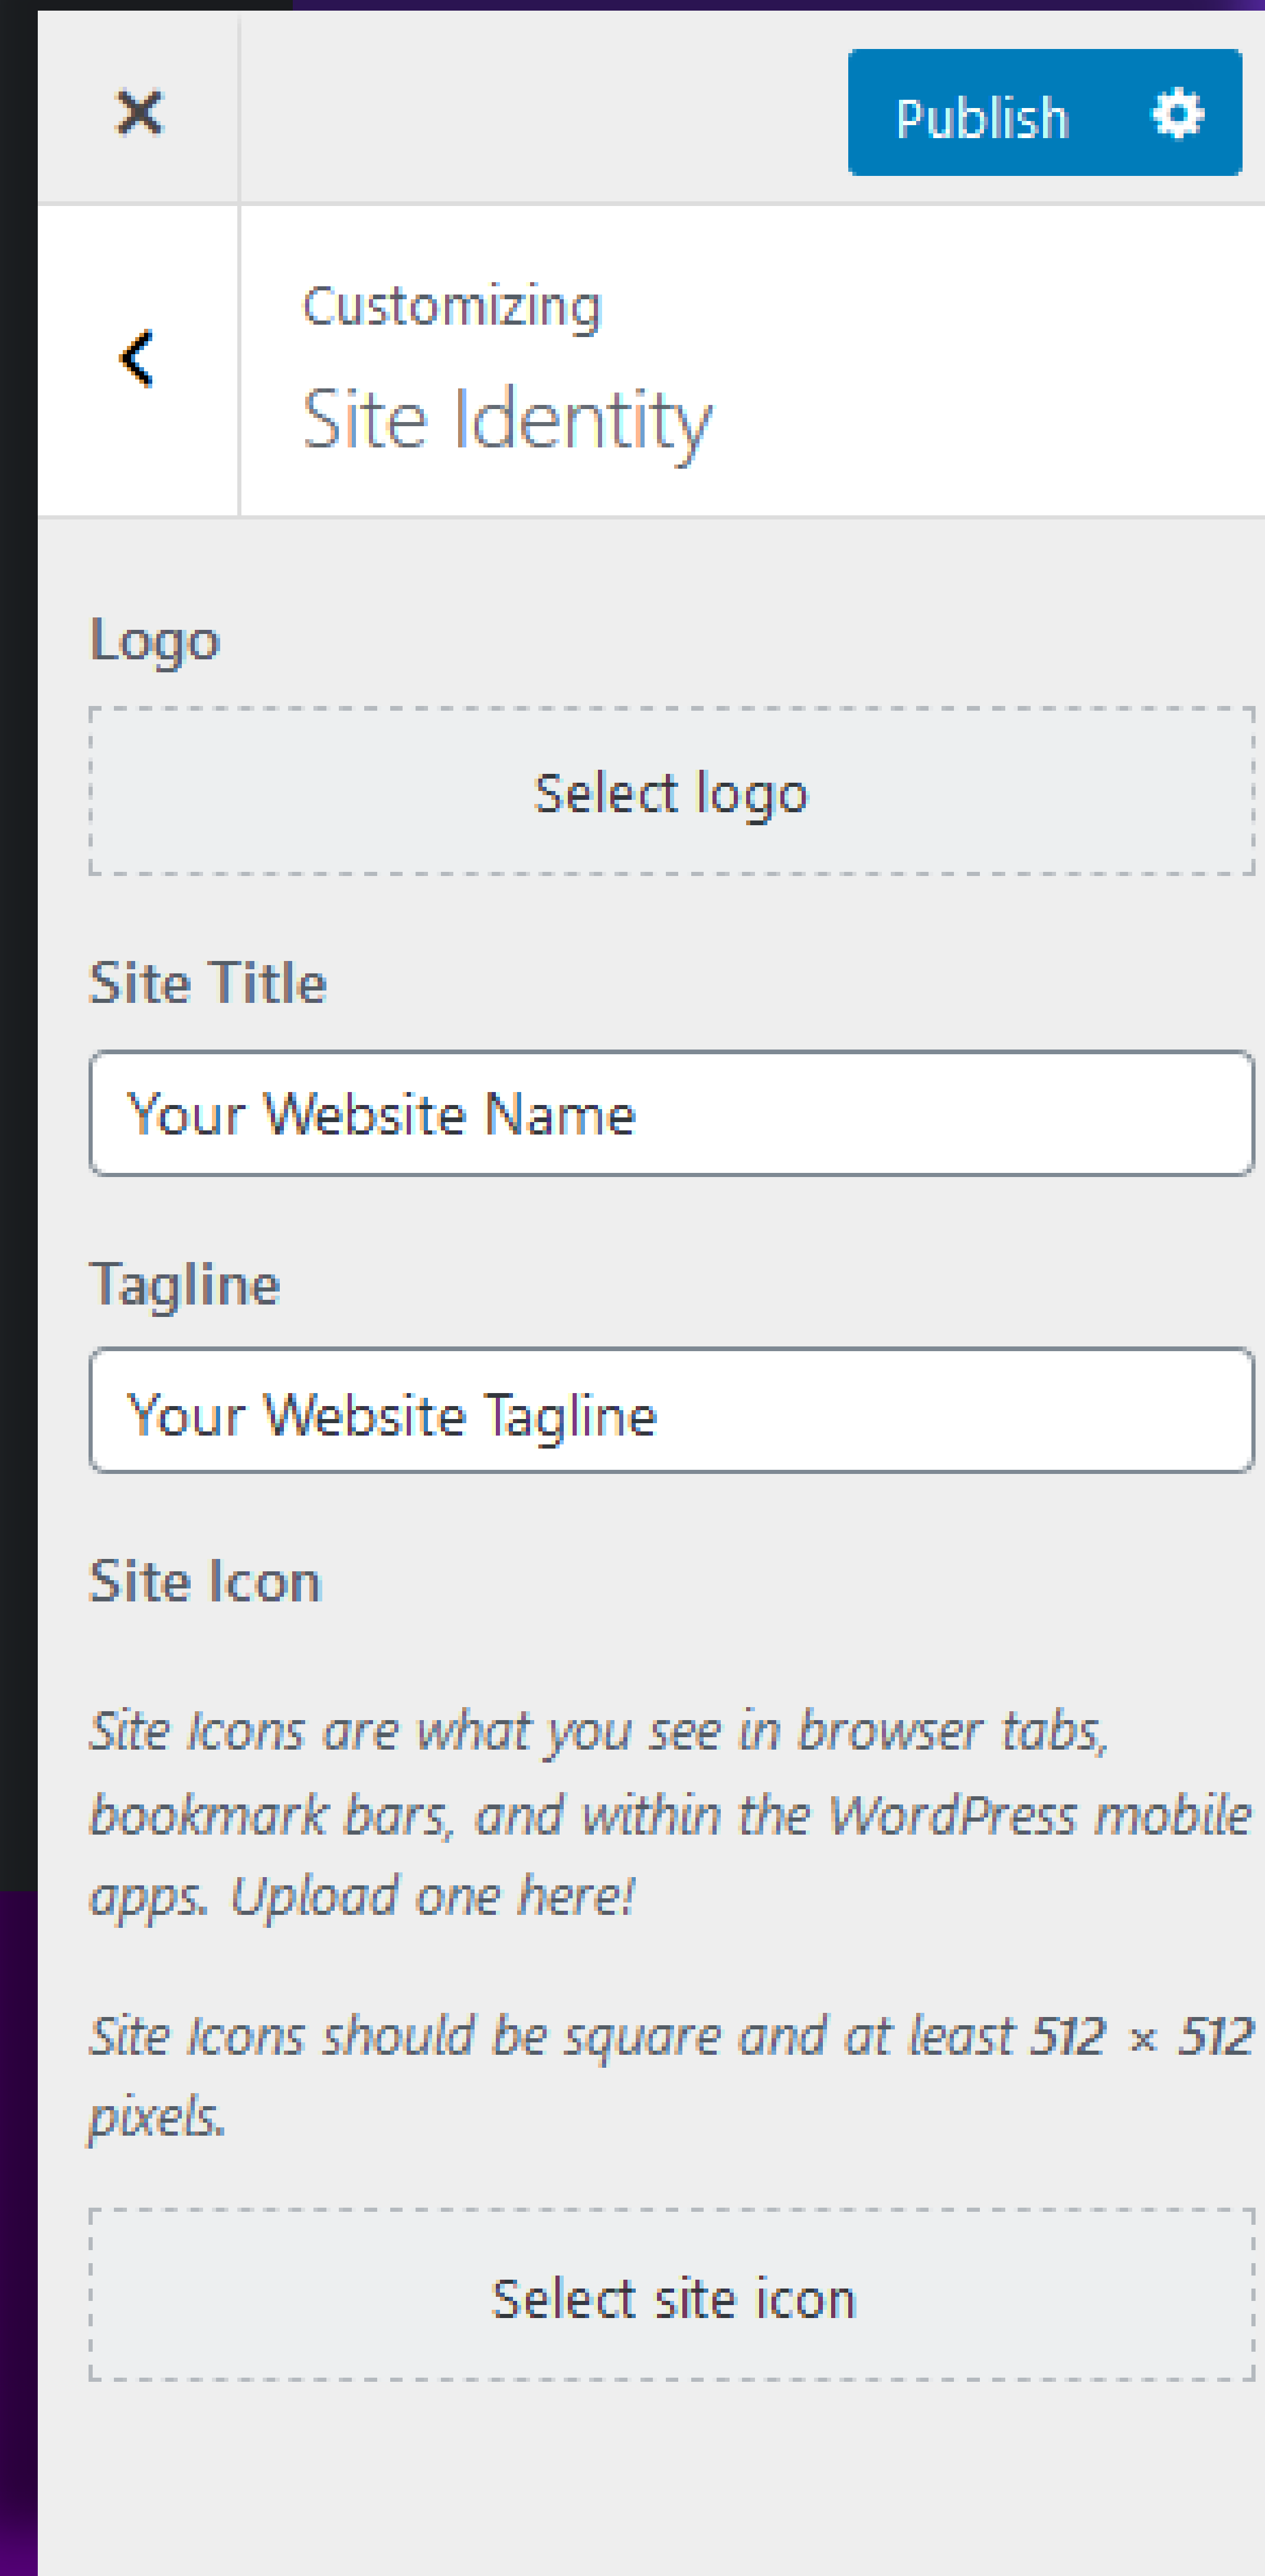 Publish
Customizing
Site Identity
Logo
Select logo
Site Title
Your Website Name
Tagline
Your Website Tagline
Site Icon
Site Icons are what you see in browser tabs,
bookmark bars, and within the WordPress mobile
apps. Upload one here!
Site Icons should be square and at least 512 × 512
pixels.
Select site icon